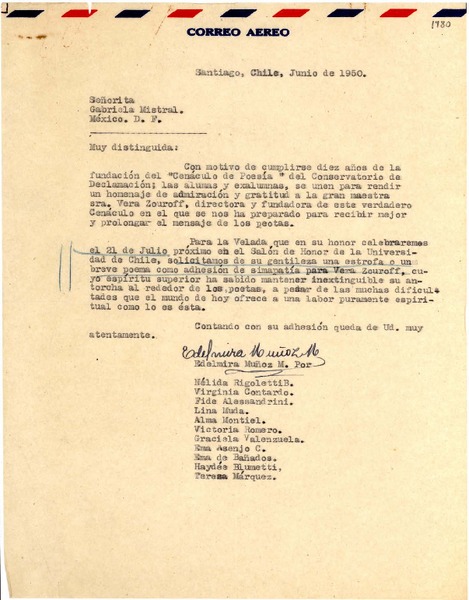 1980
CORREO AEREO
Santiago, Chile, Junio de 1950.
Señorita
Gabriela Mistral.
México. D. F.
Muy distinguida:
Con motivo de cumplirse diez años de la
fundación del "Cenáculo de Poesía" del Conservatorio de
Declamación; las alumas y exalumnas, se unen para rendir
un homenaje de admiración y gratitud a la gran maestra
sra. Vera Zouroff, directora y fundadora de este verdadero
Cenáculo en el que se nos ha preparado para recibir mejor
y prolongar el mensaje de los peotas.
Para la Velada que en su honor celebraremos
el 21 de Julio próximo en el Salón de Honor de la Universi-
dad de Chile, solicitamos de su gentileza una estrofa o un
breve poema como adhesión de simapatía para Vera Zouroff, cu-
yo espíritu superior ha sabido mantener inextinguible su an-
torcha al rededor de los poetas, a pesar de las muchas dificul-
tades que el mundo de hoy ofrece a una labor puramente espiri-
tual como lo es ésta.
Contando con su adhesión queda de Ud. muy
atentamente.
Edelmira Muñoz M
Edelmira Muñoz M. Por
Nélida Rigoletti B.
Virginia Contardo.
Fide Alessandrini.
Lina Muda.
Alma Montiel.
Victoria Romero.
Graciela Valenzuela.
Ema Asenjo C.
Ema de Bañados.
Haydée Blumetti,
Teresa Márquez.